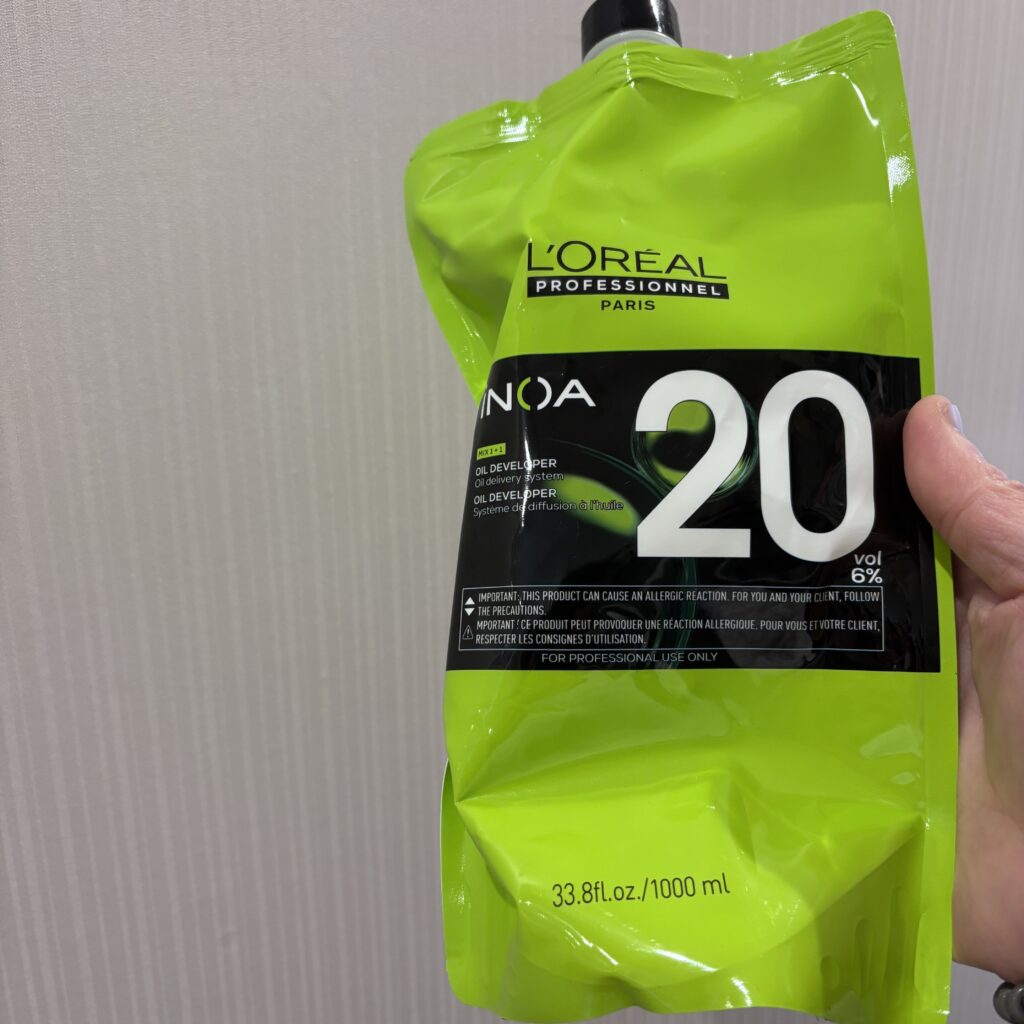 L'ORÉAL
PROFESSIONNEL
PARIS
INOA
20
MIX 1+1
OIL DEVELOPER
Oil delivery system
OIL DEVELOPER
Système de diffusion à l'huile
vol
6%
IMPORTANT: THIS PRODUCT CAN CAUSE AN ALLERGIC REACTION. FOR YOU AND YOUR CLIENT, FOLLOW
THE PRECAUTIONS.
IMPORTANT : CE PRODUIT PEUT PROVOQUER UNE RÉACTION ALLERGIQUE. POUR VOUS ET VOTRE CLIENT,
RESPECTER LES CONSIGNES D'UTILISATION.
FOR PROFESSIONAL USE ONLY
33.8fl.oz./1000 ml